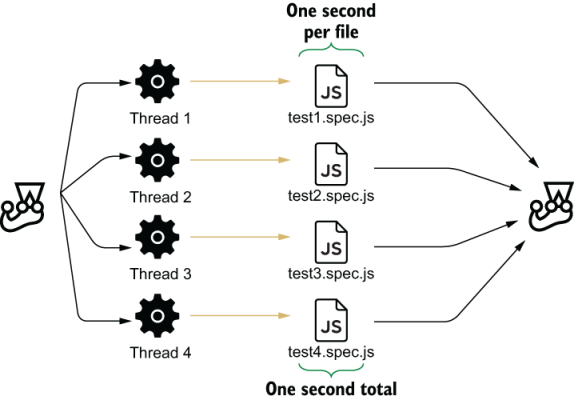 One second
per file
JS
Thread 1
test1.spec.js
JS
Thread 2
test2.spec.js
JS
Thread 3
test3.spec.js
JS
Thread 4
test4.spec.js
One second total